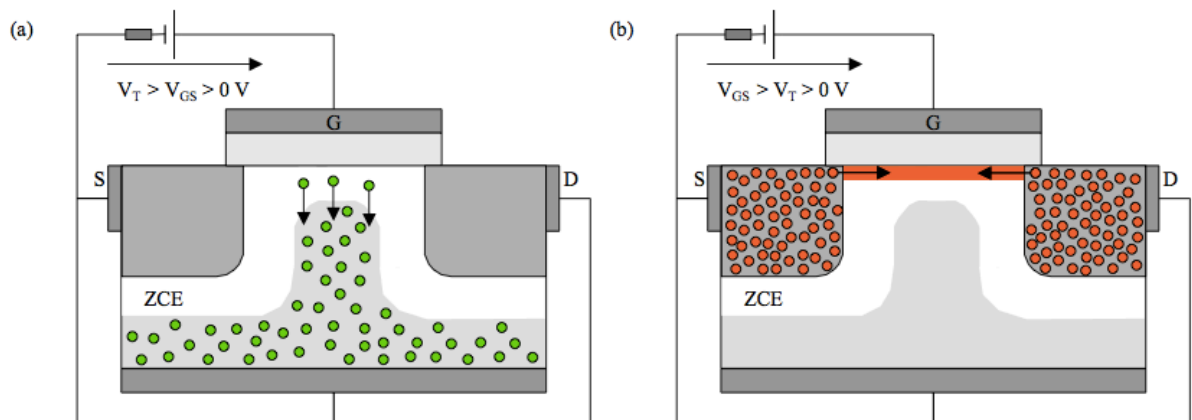 (a)
V_T > V_GS > 0 V
G
S
D
ZCE
(b)
V_GS > V_T > 0 V
G
S
D
ZCE